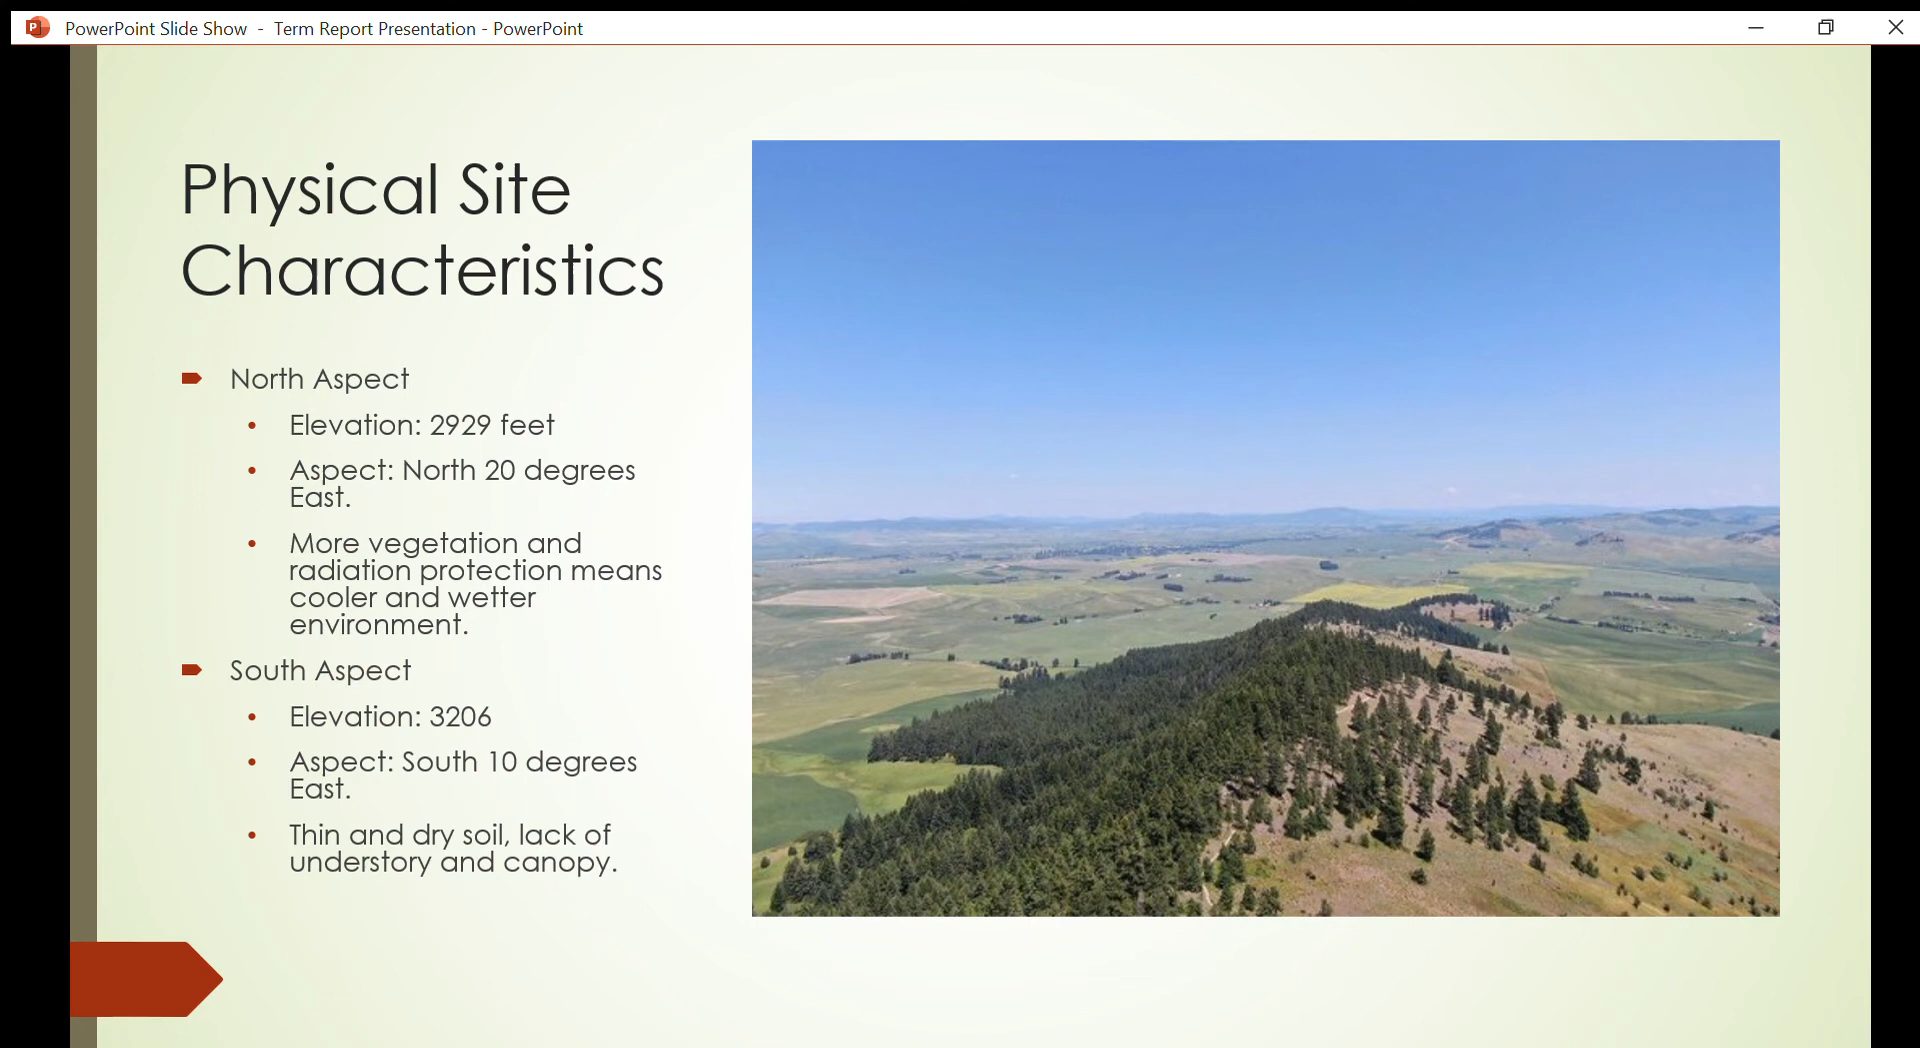 PowerPoint Slide Show - Term Report Presentation - PowerPoint
Physical Site
Characteristics
North Aspect
Elevation: 2929 feet
Aspect: North 20 degrees
East.
More vegetation and
radiation protection means
cooler and wetter
environment.
South Aspect
Elevation: 3206
Aspect: South 10 degrees
East.
Thin and dry soil, lack of
understory and canopy.